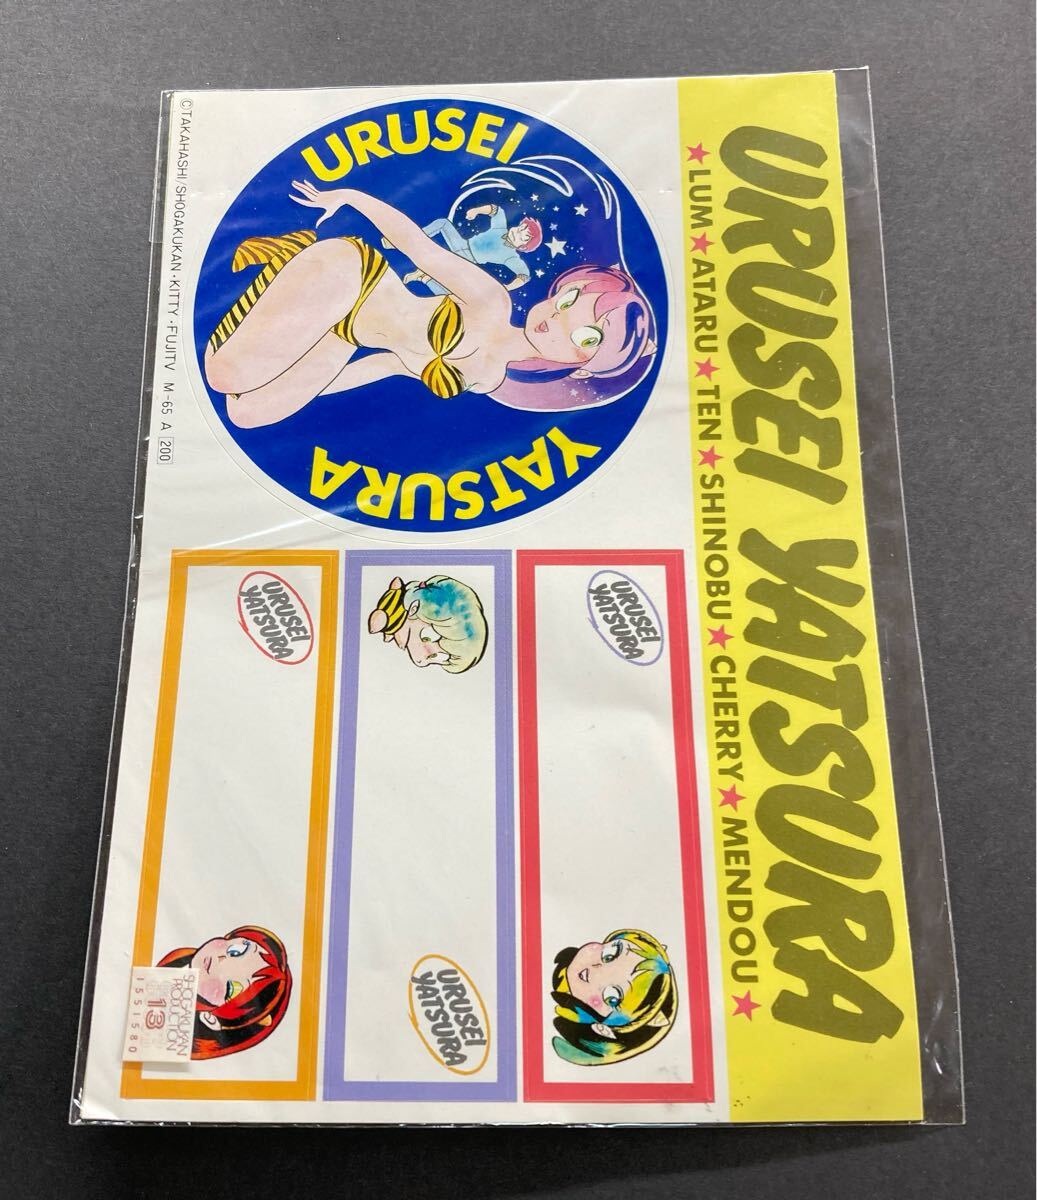 URUSEI YATSURA
★LUM★ATARU★TEN★SHINOBU★CHERRY★MENDOU★
URUSEI
YATSURA
©TAKAHASHI/SHOGAKUKAN・KITTY・FUJITV M-65 A 200
URUSEI
YATSURA
URUSEI
YATSURA
URUSEI
YATSURA
SHOGAKUKAN
PRODUCTION
13
1551580